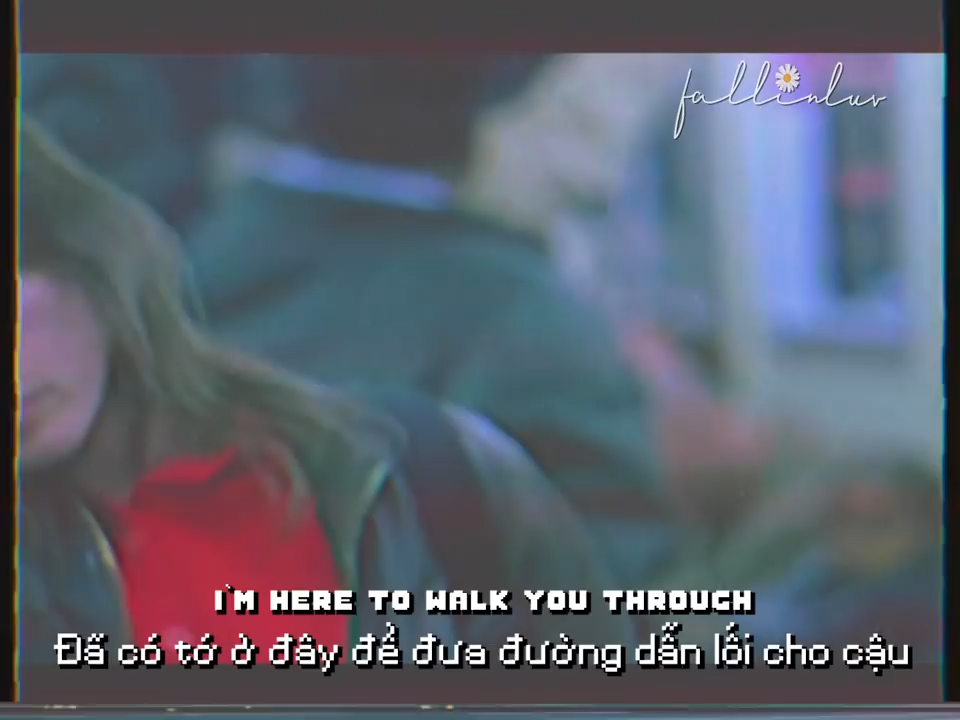 fallinluv
I'M HERE TO WALK YOU THROUGH
Đã có tớ ở đây để đưa đường dẫn lối cho cậu